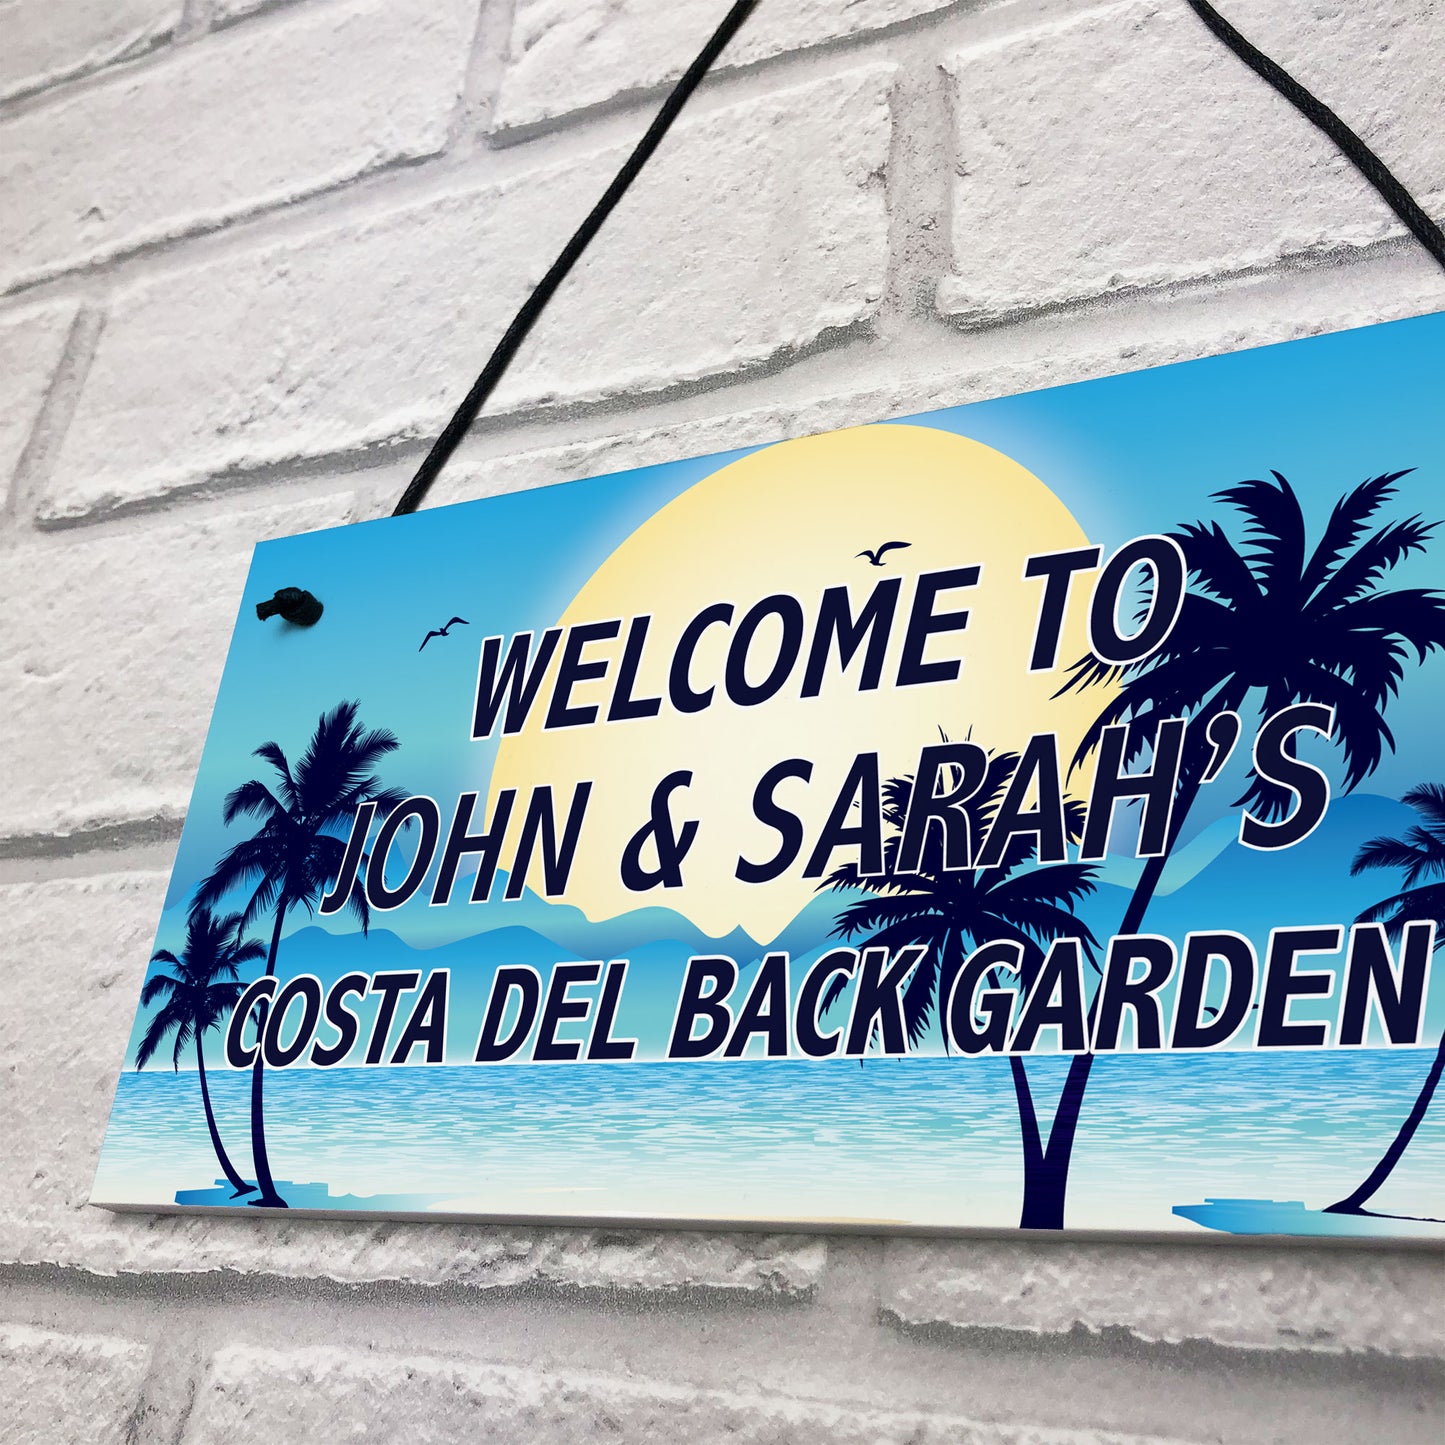 WELCOME TO
JOHN & SARAH'S
COSTA DEL BACK GARDEN